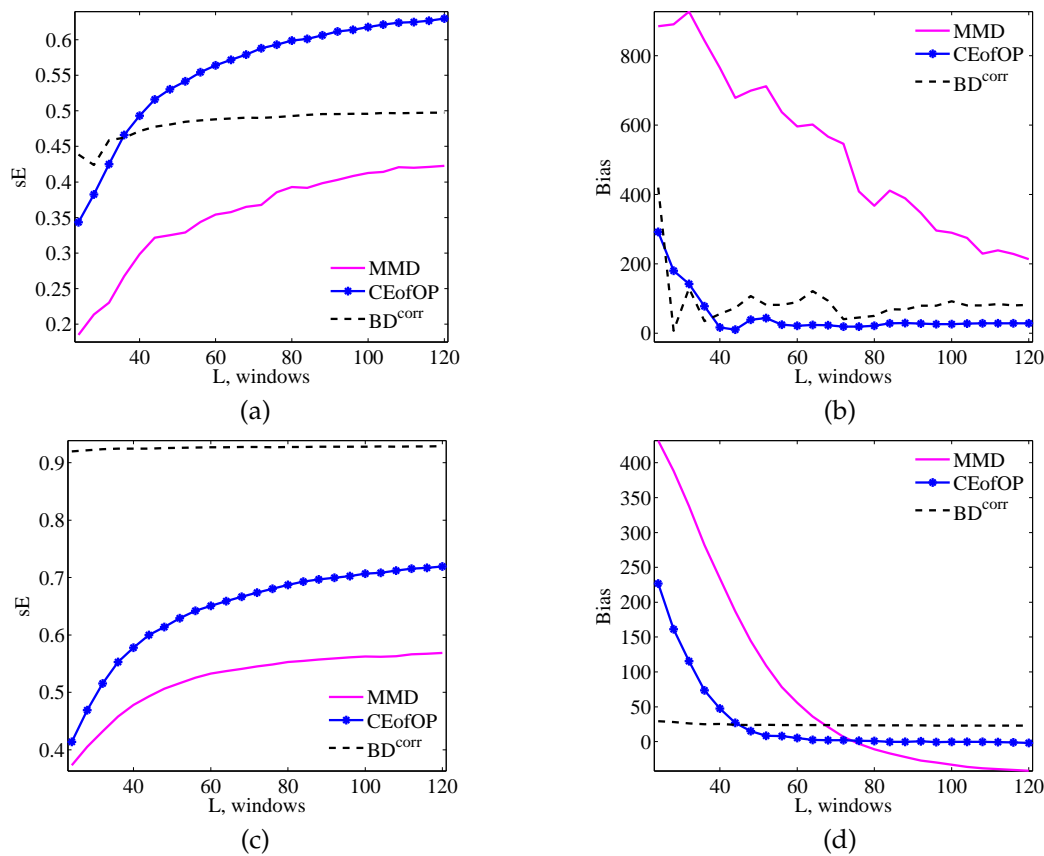 0.6
0.55
0.5
0.45
0.4
0.35
0.3
0.25
0.2
sE
40
60
80
100
120
L, windows
MMD
CEofOP
BD^corr
(a)
800
600
400
200
0
Bias
40
60
80
100
120
L, windows
MMD
CEofOP
BD^corr
(b)
0.9
0.8
0.7
0.6
0.5
0.4
sE
40
60
80
100
120
L, windows
MMD
CEofOP
BD^corr
(c)
400
350
300
250
200
150
100
50
0
Bias
40
60
80
100
120
L, windows
MMD
CEofOP
BD^corr
(d)